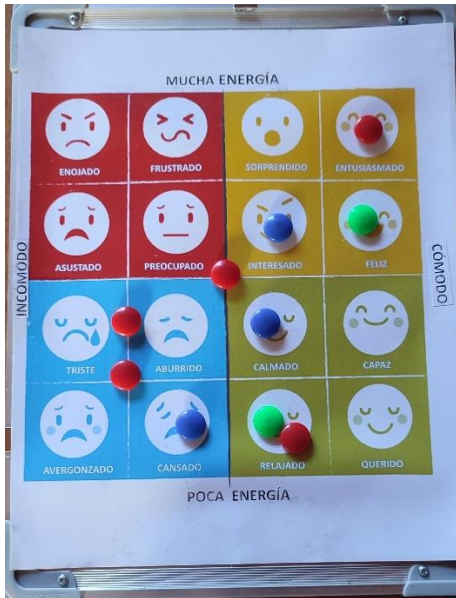 MUCHA ENERGÍA
ENOJADO
FRUSTRADO
SORPRENDIDO
ENTUSIASMADO
ASUSTADO
PREOCUPADO
INTERESADO
FELIZ
INCOMODO
CÓMODO
TRISTE
ABURRIDO
CALMADO
CAPAZ
AVERGONZADO
CANSADO
RELAJADO
QUERIDO
POCA ENERGÍA